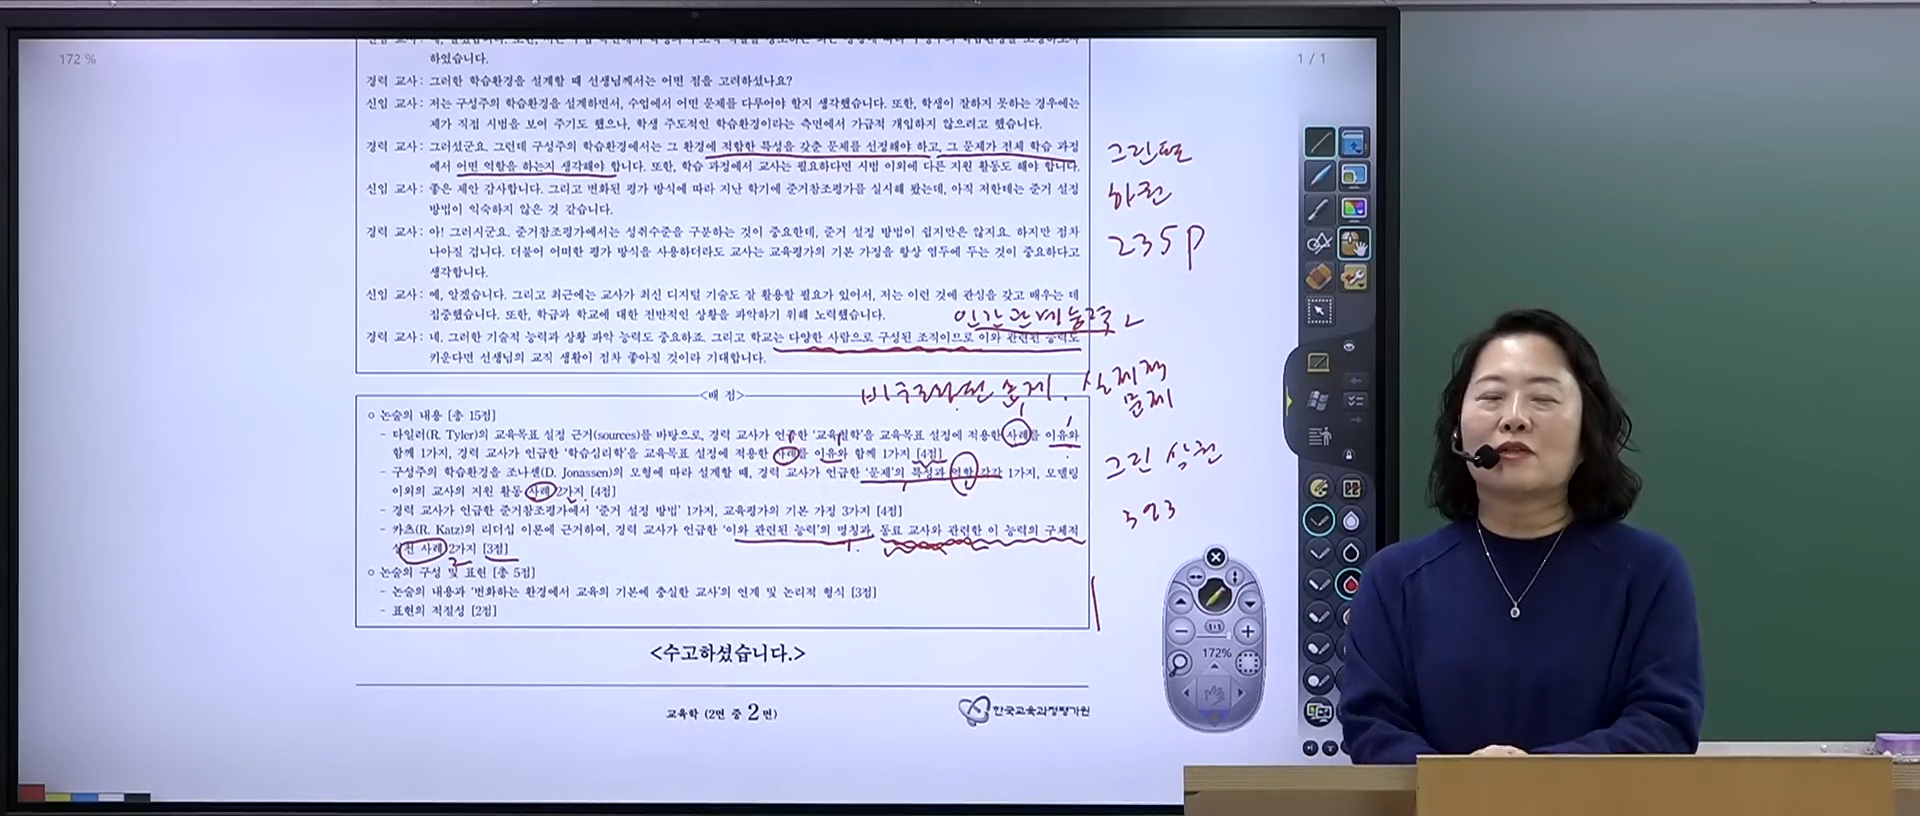 172 %
1 / 1
하였습니다.
경력 교사: 그러한 학습환경을 설계할 때 선생님께서는 어떤 점을 고려하셨나요?
신임 교사: 저는 구성주의 학습환경을 설계하면서, 수업에서 어떤 문제를 다루어야 할지 생각했습니다. 또한, 학생이 잘하지 못하는 경우에는
제가 직접 시범을 보여 주기도 했으나, 학생 주도적인 학습환경이라는 측면에서 가급적 개입하지 않으려고 했습니다.
경력 교사: 그러셨군요. 그런데 구성주의 학습환경에서는 그 환경에 적합한 특성을 갖춘 문제를 선정해야 하고, 그 문제가 전체 학습 과정
에서 어떤 역할을 하는지 생각해야 합니다. 또한, 학습 과정에서 교사는 필요하다면 시범 이외에 다른 지원 활동도 해야 합니다.
신임 교사: 좋은 제안 감사합니다. 그리고 변화된 평가 방식에 따라 지난 학기에 준거참조평가를 실시해 봤는데, 아직 저한테는 준거 설정
방법이 익숙하지 않은 것 같습니다.
경력 교사: 아! 그러시군요. 준거참조평가에서는 성취수준을 구분하는 것이 중요한데, 준거 설정 방법이 쉽지만은 않지요. 하지만 점차
나아질 겁니다. 더불어 어떠한 평가 방식을 사용하더라도 교사는 교육평가의 기본 가정을 항상 염두에 두는 것이 중요하다고
생각합니다.
신임 교사: 예, 알겠습니다. 그리고 최근에는 교사가 최신 디지털 기술도 잘 활용할 필요가 있어서, 저는 이런 것에 관심을 갖고 배우는 데
집중했습니다. 또한, 학급과 학교에 대한 전반적인 상황을 파악하기 위해 노력했습니다.
인간관계능력
경력 교사: 네, 그러한 기술적 능력과 상황 파악 능력도 중요하죠. 그리고 학교는 다양한 사람으로 구성된 조직이므로 이와 관련된 능력도
키운다면 선생님의 교직 생활이 점차 좋아질 것이라 기대합니다.
235p
<배 점>
실제적
문제
○ 논술의 내용 [총 15점]
- 타일러(R. Tyler)의 교육목표 설정 근거(sources)를 바탕으로, 경력 교사가 언급한 '교육철학'을 교육목표 설정에 적용한 사례를 이유와
함께 1가지, 경력 교사가 언급한 '학습심리학'을 교육목표 설정에 적용한 사례를 이유와 함께 1가지 [4점]
- 구성주의 학습환경을 조나센(D. Jonassen)의 모형에 따라 설계할 때, 경력 교사가 언급한 '문제'의 특성과 역할 각각 1가지, 모델링
이외의 교사의 지원 활동 사례 2가지 [4점]
- 경력 교사가 언급한 준거참조평가에서 '준거 설정 방법' 1가지, 교육평가의 기본 가정 3가지 [4점]
- 카츠(R. Katz)의 리더십 이론에 근거하여, 경력 교사가 언급한 '이와 관련된 능력'의 명칭과, 동료 교사와 관련한 이 능력의 구체적
실천 사례 2가지 [3점]
323
○ 논술의 구성 및 표현 [총 5점]
- 논술의 내용과 '변화하는 환경에서 교육의 기본에 충실한 교사'의 연계 및 논리적 형식 [3점]
- 표현의 적절성 [2점]
<수고하셨습니다.>
교육학 (2면 중 2면)
한국교육과정평가원
1:1
172%